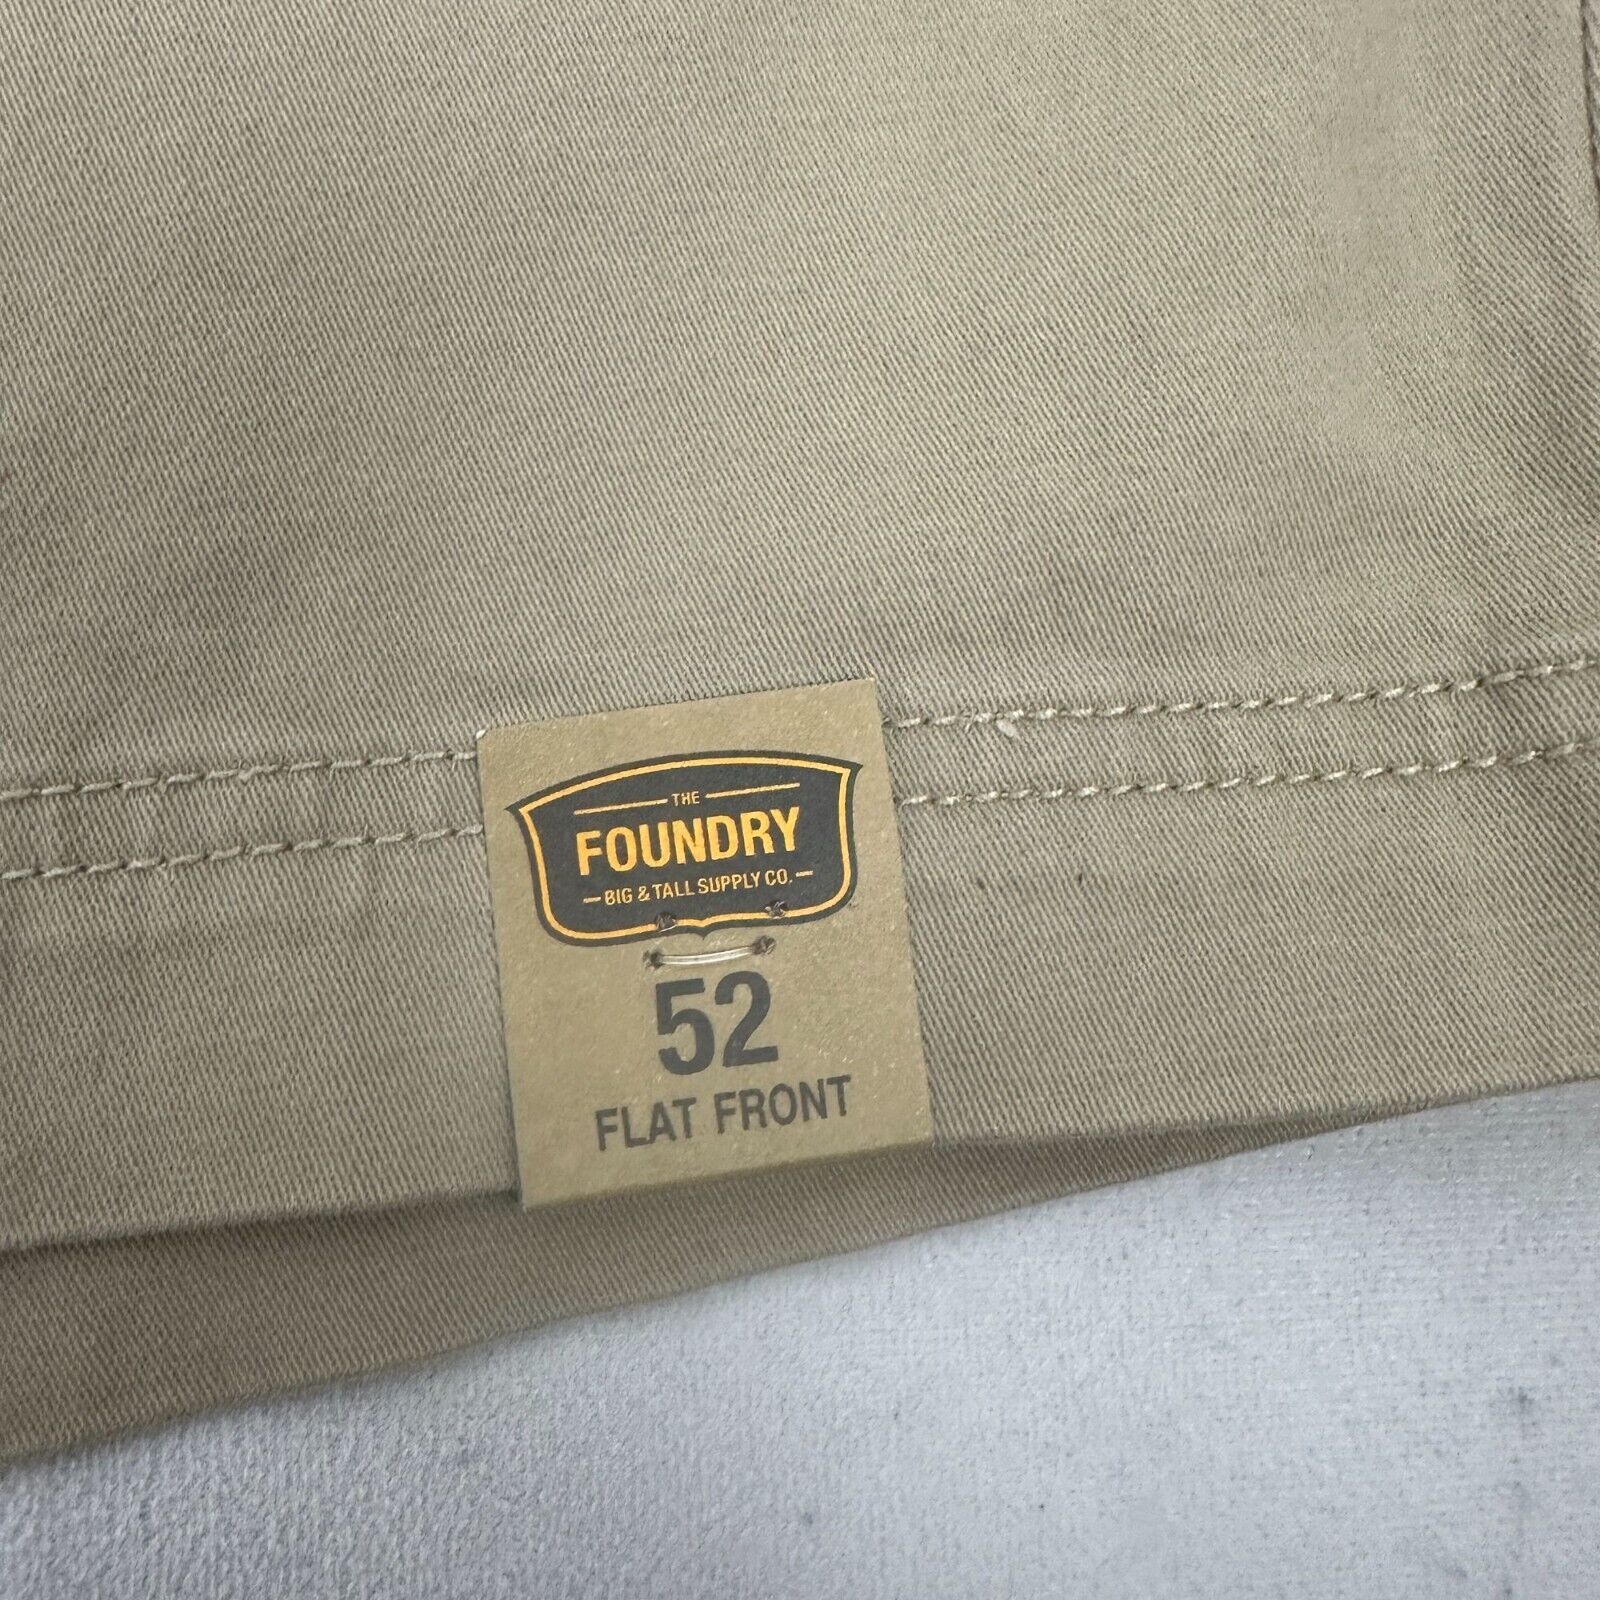 THE
FOUNDRY
BIG & TALL SUPPLY CO.
52
FLAT FRONT